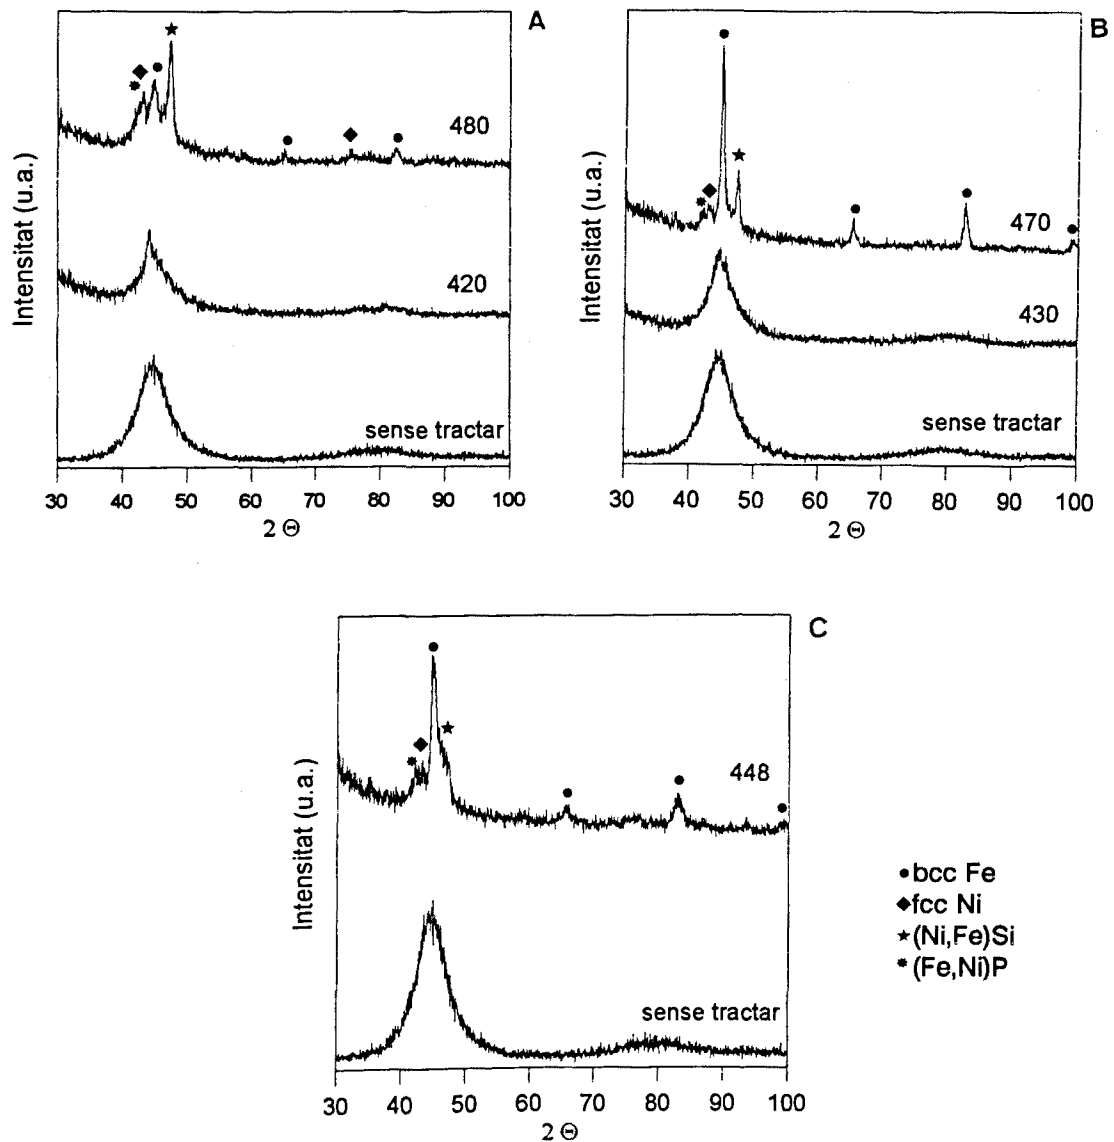 A
480
420
sense tractar
Intensitat (u.a.)
30 40 50 60 70 80 90 100
2 Θ
B
470
430
sense tractar
Intensitat (u.a.)
30 40 50 60 70 80 90 100
2 Θ
C
448
sense tractar
Intensitat (u.a.)
30 40 50 60 70 80 90 100
2 Θ
●bcc Fe
◆fcc Ni
★(Ni,Fe)Si
*(Fe,Ni)P